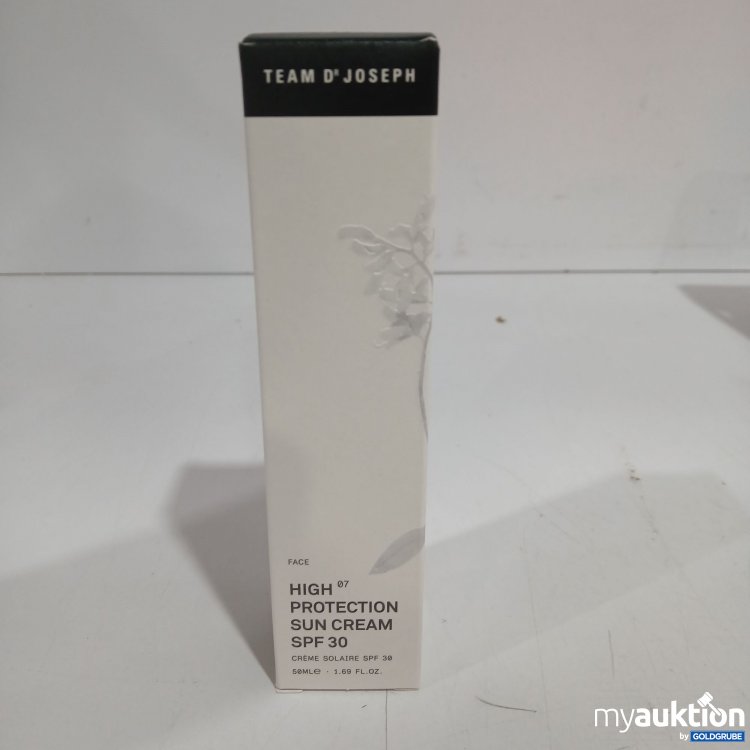 TEAM Dᴿ JOSEPH
FACE
HIGH ⁰⁷
PROTECTION
SUN CREAM
SPF 30
CRÈME SOLAIRE SPF 30
50MLe · 1.69 FL.OZ.
myauktion
by GOLDGRUBE